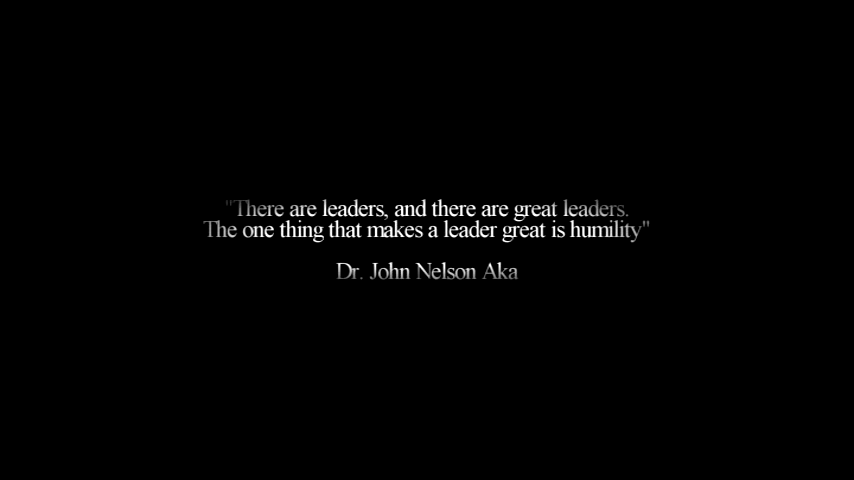 "There are leaders, and there are great leaders.
The one thing that makes a leader great is humility"
Dr. John Nelson Aka